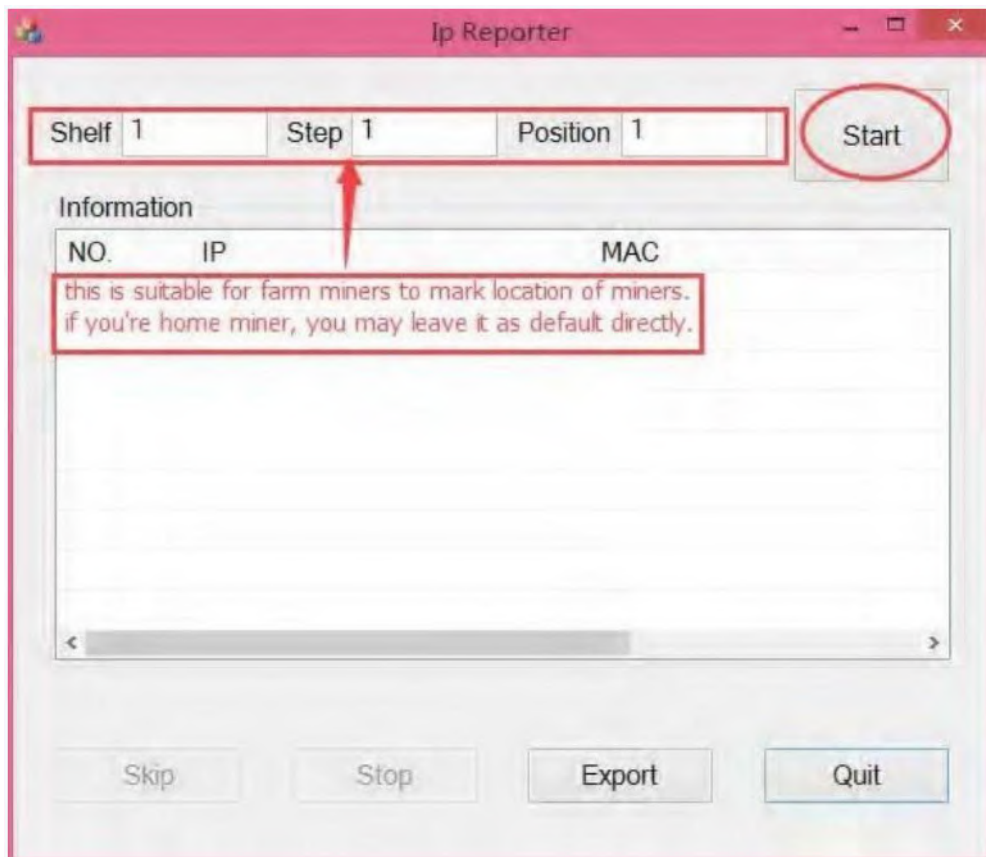 Ip Reporter
Shelf 1 Step 1 Position 1 Start
Information
NO. IP MAC
this is suitable for farm miners to mark location of miners.
if you're home miner, you may leave it as default directly.
Skip Stop Export Quit